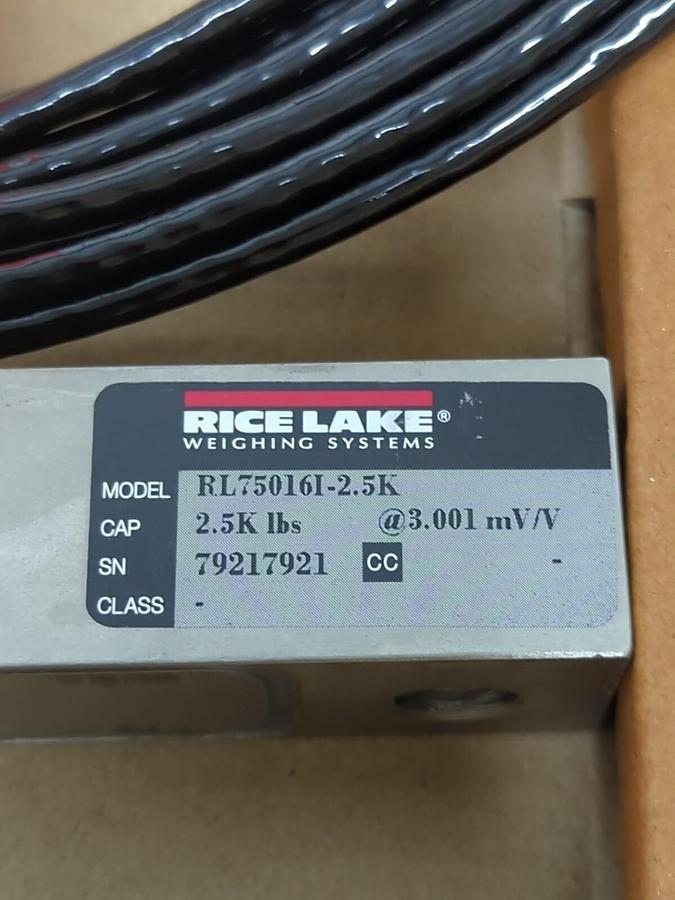 RICE LAKE®
WEIGHING SYSTEMS
MODEL RL75016I-2.5K
CAP 2.5K lbs @3.001 mV/V
SN 79217921 CC -
CLASS -